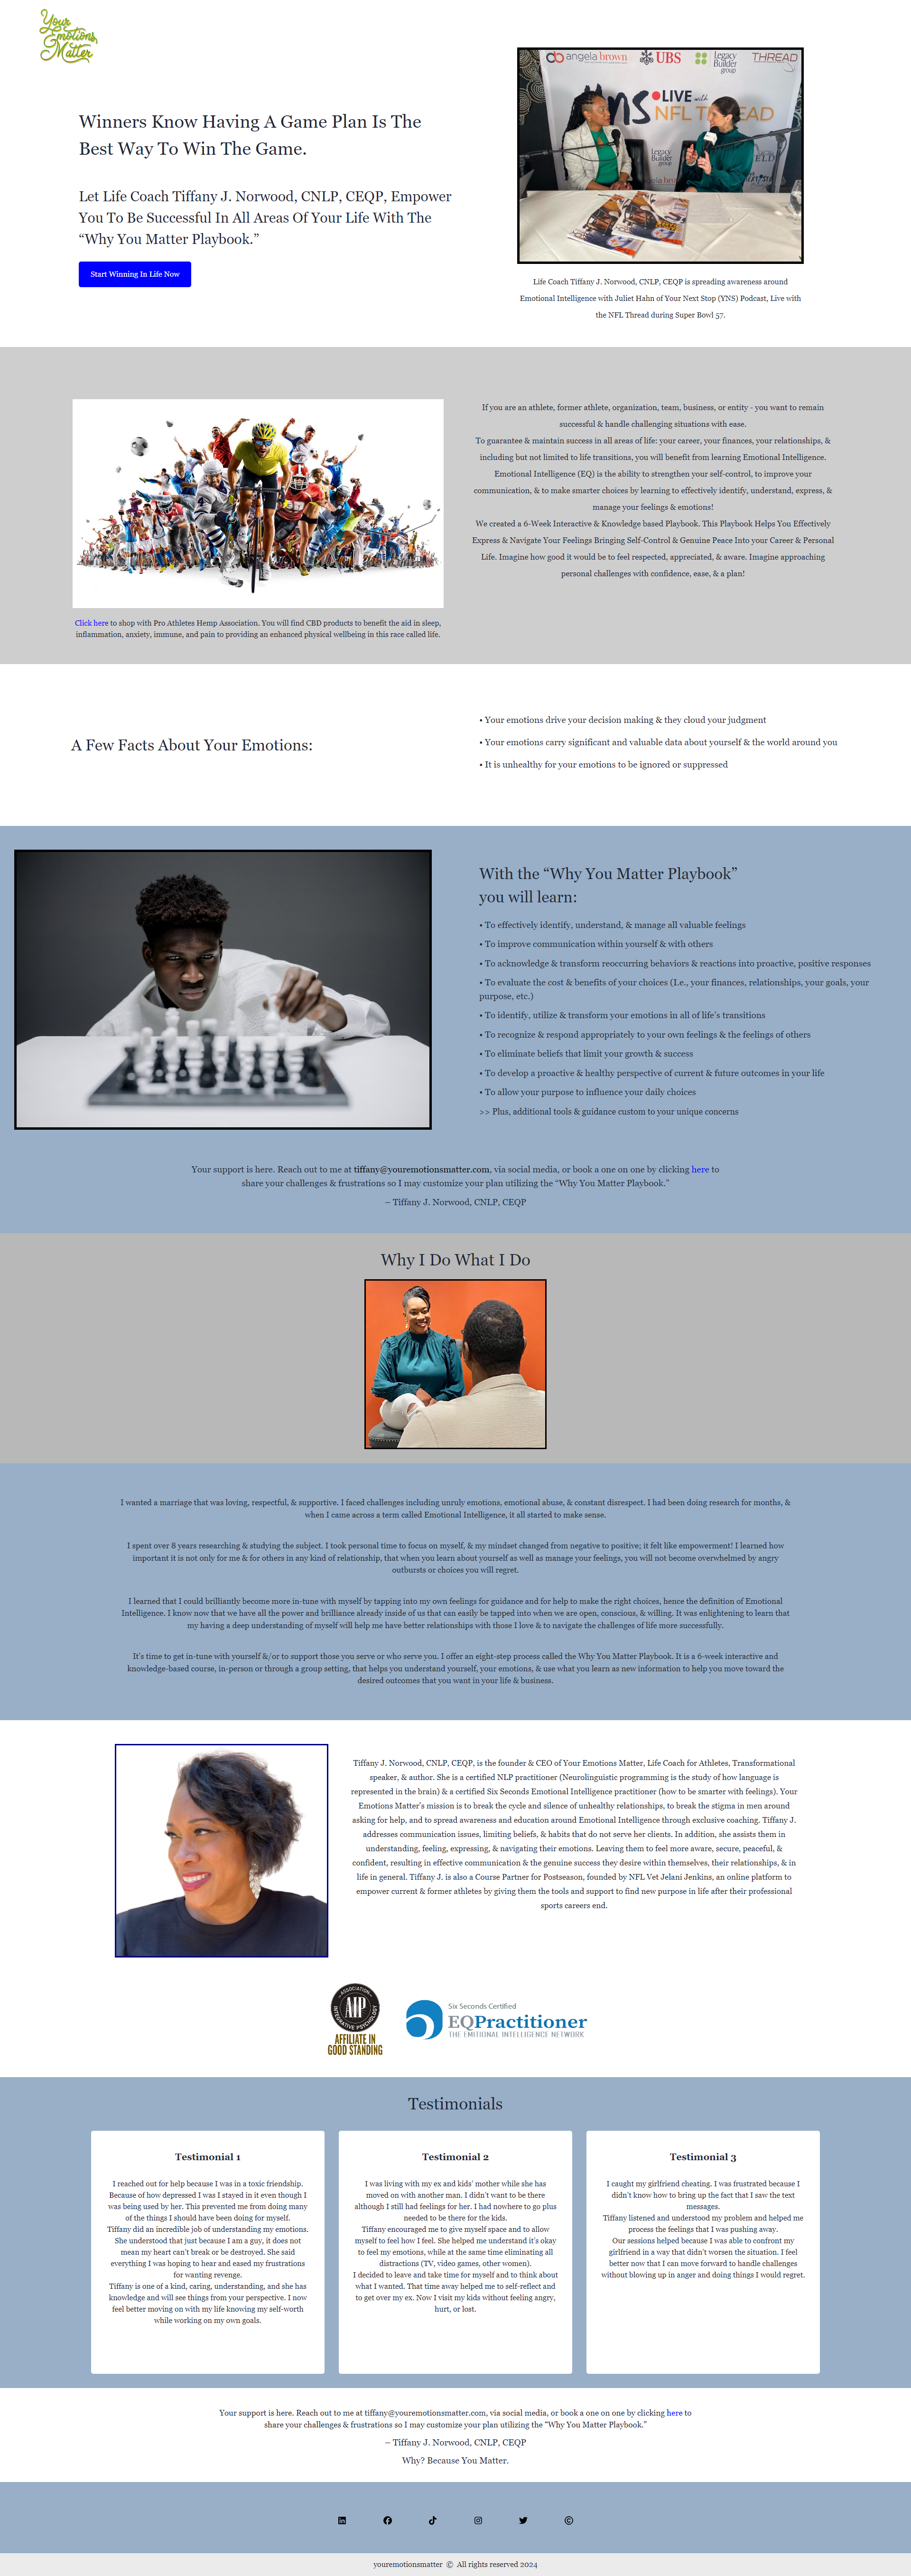 Your
Emotions
Matter
angela brown
UBS
Legacy
Builder
group
THREAD
LIVE with
NFL THREAD
Legacy
Builder
group
Winners Know Having A Game Plan Is The
Best Way To Win The Game.
Let Life Coach Tiffany J. Norwood, CNLP, CEQP, Empower
You To Be Successful In All Areas Of Your Life With The
“Why You Matter Playbook.”
Start Winning In Life Now
Life Coach Tiffany J. Norwood, CNLP, CEQP is spreading awareness around
Emotional Intelligence with Juliet Hahn of Your Next Stop (YNS) Podcast, Live with
the NFL Thread during Super Bowl 57.
Click here to shop with Pro Athletes Hemp Association. You will find CBD products to benefit the aid in sleep,
inflammation, anxiety, immune, and pain to providing an enhanced physical wellbeing in this race called life.
If you are an athlete, former athlete, organization, team, business, or entity - you want to remain
successful & handle challenging situations with ease.
To guarantee & maintain success in all areas of life: your career, your finances, your relationships, &
including but not limited to life transitions, you will benefit from learning Emotional Intelligence.
Emotional Intelligence (EQ) is the ability to strengthen your self-control, to improve your
communication, & to make smarter choices by learning to effectively identify, understand, express, &
manage your feelings & emotions!
We created a 6-Week Interactive & Knowledge based Playbook. This Playbook Helps You Effectively
Express & Navigate Your Feelings Bringing Self-Control & Genuine Peace Into your Career & Personal
Life. Imagine how good it would be to feel respected, appreciated, & aware. Imagine approaching
personal challenges with confidence, ease, & a plan!
A Few Facts About Your Emotions:
• Your emotions drive your decision making & they cloud your judgment
• Your emotions carry significant and valuable data about yourself & the world around you
• It is unhealthy for your emotions to be ignored or suppressed
With the “Why You Matter Playbook”
you will learn:
• To effectively identify, understand, & manage all valuable feelings
• To improve communication within yourself & with others
• To acknowledge & transform reoccurring behaviors & reactions into proactive, positive responses
• To evaluate the cost & benefits of your choices (I.e., your finances, relationships, your goals, your
purpose, etc.)
• To identify, utilize & transform your emotions in all of life’s transitions
• To recognize & respond appropriately to your own feelings & the feelings of others
• To eliminate beliefs that limit your growth & success
• To develop a proactive & healthy perspective of current & future outcomes in your life
• To allow your purpose to influence your daily choices
>> Plus, additional tools & guidance custom to your unique concerns
Your support is here. Reach out to me at tiffany@youremotionsmatter.com, via social media, or book a one on one by clicking here to
share your challenges & frustrations so I may customize your plan utilizing the “Why You Matter Playbook.”
– Tiffany J. Norwood, CNLP, CEQP
Why I Do What I Do
I wanted a marriage that was loving, respectful, & supportive. I faced challenges including unruly emotions, emotional abuse, & constant disrespect. I had been doing research for months, &
when I came across a term called Emotional Intelligence, it all started to make sense.
I spent over 8 years researching & studying the subject. I took personal time to focus on myself, & my mindset changed from negative to positive; it felt like empowerment! I learned how
important it is not only for me & for others in any kind of relationship, that when you learn about yourself as well as manage your feelings, you will not become overwhelmed by angry
outbursts or choices you will regret.
I learned that I could brilliantly become more in-tune with myself by tapping into my own feelings for guidance and for help to make the right choices, hence the definition of Emotional
Intelligence. I know now that we have all the power and brilliance already inside of us that can easily be tapped into when we are open, conscious, & willing. It was enlightening to learn that
my having a deep understanding of myself will help me have better relationships with those I love & to navigate the challenges of life more successfully.
It’s time to get in-tune with yourself &/or to support those you serve or who serve you. I offer an eight-step process called the Why You Matter Playbook. It is a 6-week interactive and
knowledge-based course, in-person or through a group setting, that helps you understand yourself, your emotions, & use what you learn as new information to help you move toward the
desired outcomes that you want in your life & business.
Tiffany J. Norwood, CNLP, CEQP, is the founder & CEO of Your Emotions Matter, Life Coach for Athletes, Transformational
speaker, & author. She is a certified NLP practitioner (Neurolinguistic programming is the study of how language is
represented in the brain) & a certified Six Seconds Emotional Intelligence practitioner (how to be smarter with feelings). Your
Emotions Matter’s mission is to break the cycle and silence of unhealthy relationships, to break the stigma in men around
asking for help, and to spread awareness and education around Emotional Intelligence through exclusive coaching. Tiffany J.
addresses communication issues, limiting beliefs, & habits that do not serve her clients. In addition, she assists them in
understanding, feeling, expressing, & navigating their emotions. Leaving them to feel more aware, secure, peaceful, &
confident, resulting in effective communication & the genuine success they desire within themselves, their relationships, & in
life in general. Tiffany J. is also a Course Partner for Postseason, founded by NFL Vet Jelani Jenkins, an online platform to
empower current & former athletes by giving them the tools and support to find new purpose in life after their professional
sports careers end.
ASSOCIATION
AIP
INTEGRATIVE PSYCHOLOGY
AFFILIATE IN
GOOD STANDING
Six Seconds Certified
EQPractitioner
THE EMITIONAL INTELLIGENCE NETWORK
Testimonials
Testimonial 1
I reached out for help because I was in a toxic friendship.
Because of how depressed I was I stayed in it even though I
was being used by her. This prevented me from doing many
of the things I should have been doing for myself.
Tiffany did an incredible job of understanding my emotions.
She understood that just because I am a guy, it does not
mean my heart can’t break or be destroyed. She said
everything I was hoping to hear and eased my frustrations
for wanting revenge.
Tiffany is one of a kind, caring, understanding, and she has
knowledge and will see things from your perspective. I now
feel better moving on with my life knowing my self-worth
while working on my own goals.
Testimonial 2
I was living with my ex and kids’ mother while she has
moved on with another man. I didn’t want to be there
although I still had feelings for her. I had nowhere to go plus
needed to be there for the kids.
Tiffany encouraged me to give myself space and to allow
myself to feel how I feel. She helped me understand it’s okay
to feel my emotions, while at the same time eliminating all
distractions (TV, video games, other women).
I decided to leave and take time for myself and to think about
what I wanted. That time away helped me to self-reflect and
to get over my ex. Now I visit my kids without feeling angry,
hurt, or lost.
Testimonial 3
I caught my girlfriend cheating. I was frustrated because I
didn’t know how to bring up the fact that I saw the text
messages.
Tiffany listened and understood my problem and helped me
process the feelings that I was pushing away.
Our sessions helped because I was able to confront my
girlfriend in a way that didn’t worsen the situation. I feel
better now that I can move forward to handle challenges
without blowing up in anger and doing things I would regret.
Your support is here. Reach out to me at tiffany@youremotionsmatter.com, via social media, or book a one on one by clicking here to
share your challenges & frustrations so I may customize your plan utilizing the “Why You Matter Playbook.”
– Tiffany J. Norwood, CNLP, CEQP
Why? Because You Matter.
youremotionsmatter © All rights reserved 2024